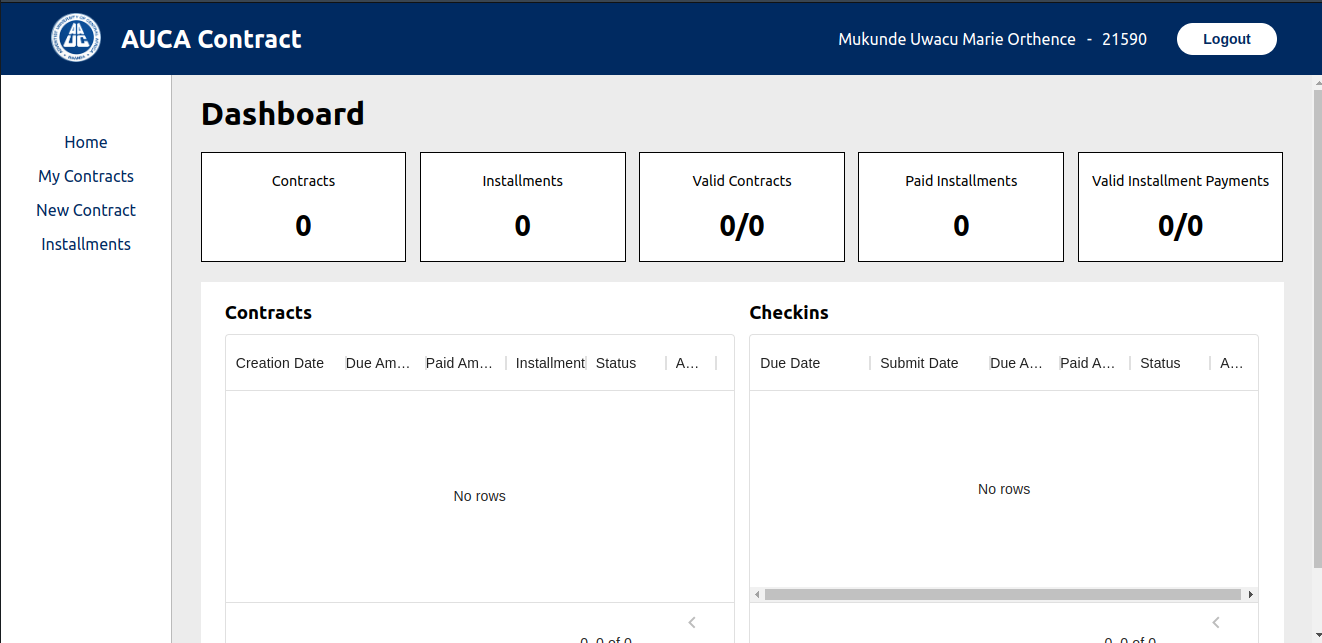 AUCA Contract
Mukunde Uwacu Marie Orthence - 21590
Logout
Home
My Contracts
New Contract
Installments
Dashboard
Contracts
0
Installments
0
Valid Contracts
0/0
Paid Installments
0
Valid Installment Payments
0/0
Contracts
Creation Date Due Am... Paid Am... Installment Status A...
No rows
0–0 of 0
Checkins
Due Date Submit Date Due A... Paid A... Status A...
No rows
0–0 of 0